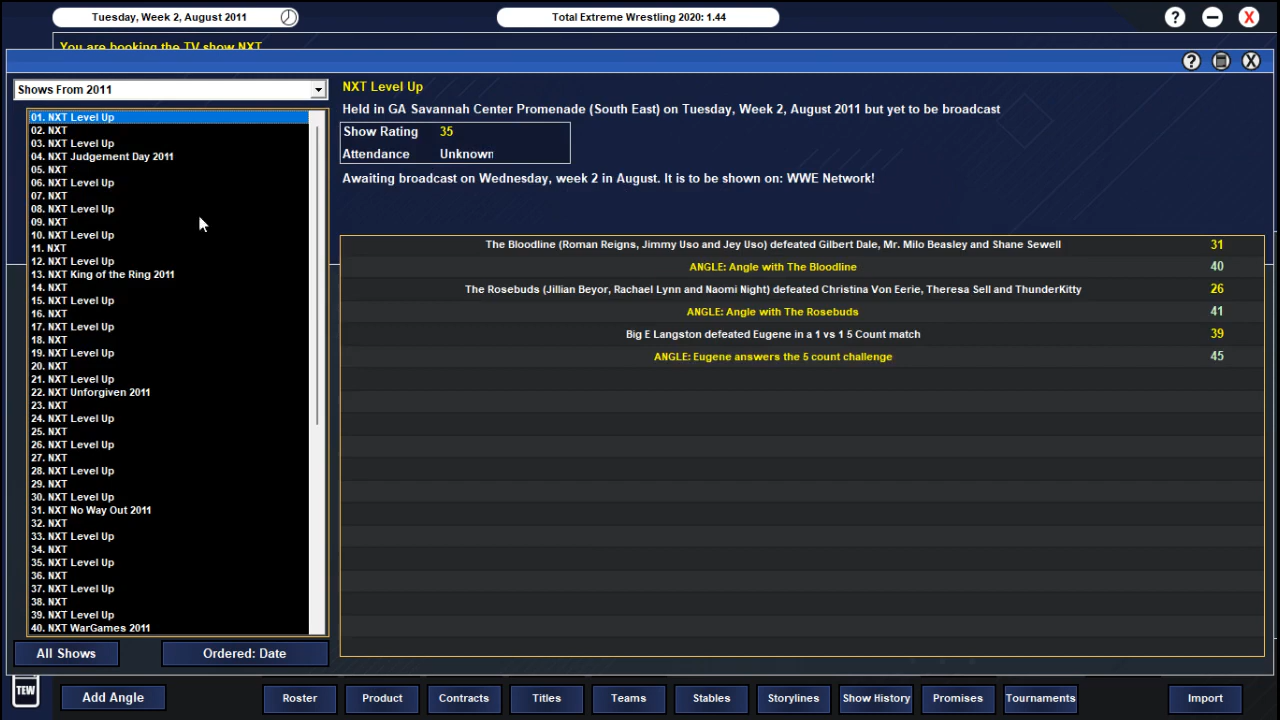 Tuesday, Week 2, August 2011
Total Extreme Wrestling 2020: 1.44
? X
You are booking the TV show NXT
? X
Shows From 2011
01. NXT Level Up
02. NXT
03. NXT Level Up
04. NXT Judgement Day 2011
05. NXT
06. NXT Level Up
07. NXT
08. NXT Level Up
09. NXT
10. NXT Level Up
11. NXT
12. NXT Level Up
13. NXT King of the Ring 2011
14. NXT
15. NXT Level Up
16. NXT
17. NXT Level Up
18. NXT
19. NXT Level Up
20. NXT
21. NXT Level Up
22. NXT Unforgiven 2011
23. NXT
24. NXT Level Up
25. NXT
26. NXT Level Up
27. NXT
28. NXT Level Up
29. NXT
30. NXT Level Up
31. NXT No Way Out 2011
32. NXT
33. NXT Level Up
34. NXT
35. NXT Level Up
36. NXT
37. NXT Level Up
38. NXT
39. NXT Level Up
40. NXT WarGames 2011
All Shows
Ordered: Date
NXT Level Up
Held in GA Savannah Center Promenade (South East) on Tuesday, Week 2, August 2011 but yet to be broadcast
Show Rating 35
Attendance Unknown
Awaiting broadcast on Wednesday, week 2 in August. It is to be shown on: WWE Network!
The Bloodline (Roman Reigns, Jimmy Uso and Jey Uso) defeated Gilbert Dale, Mr. Milo Beasley and Shane Sewell 31
ANGLE: Angle with The Bloodline 40
The Rosebuds (Jillian Beyor, Rachael Lynn and Naomi Night) defeated Christina Von Eerie, Theresa Sell and ThunderKitty 26
ANGLE: Angle with The Rosebuds 41
Big E Langston defeated Eugene in a 1 vs 1 5 Count match 39
ANGLE: Eugene answers the 5 count challenge 45
TEW
Add Angle
Roster
Product
Contracts
Titles
Teams
Stables
Storylines
Show History
Promises
Tournaments
Import